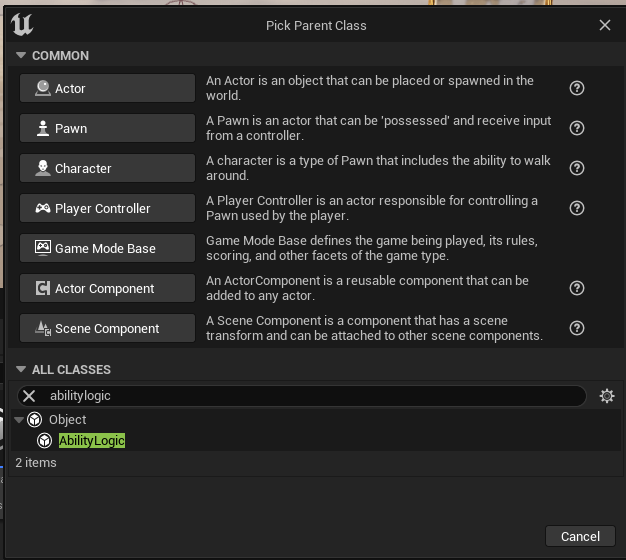 Pick Parent Class
COMMON
Actor
An Actor is an object that can be placed or spawned in the
world.
Pawn
A Pawn is an actor that can be 'possessed' and receive input
from a controller.
Character
A character is a type of Pawn that includes the ability to walk
around.
Player Controller
A Player Controller is an actor responsible for controlling a
Pawn used by the player.
Game Mode Base
Game Mode Base defines the game being played, its rules,
scoring, and other facets of the game type.
Actor Component
An ActorComponent is a reusable component that can be
added to any actor.
Scene Component
A Scene Component is a component that has a scene
transform and can be attached to other scene components.
ALL CLASSES
abilitylogic
Object
AbilityLogic
2 items
Cancel